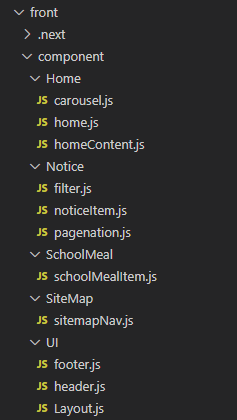 front
.next
component
Home
JS carousel.js
JS home.js
JS homeContent.js
Notice
JS filter.js
JS noticeItem.js
JS pagenation.js
SchoolMeal
JS schoolMealItem.js
SiteMap
JS sitemapNav.js
UI
JS footer.js
JS header.js
JS Layout.js